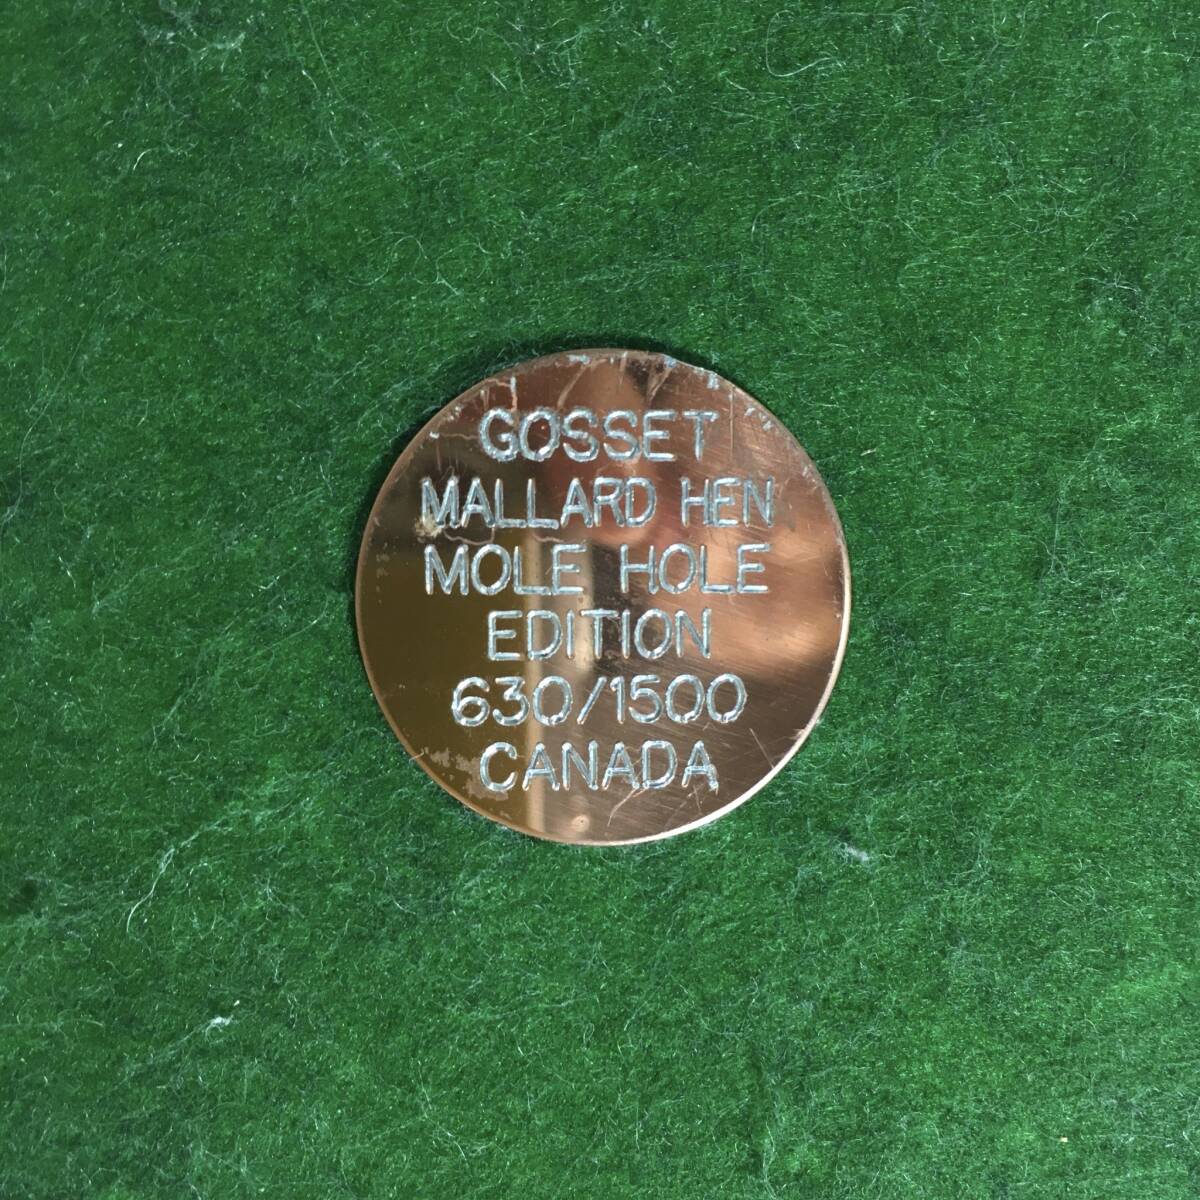 GOSSET
MALLARD HEN
MOLE HOLE
EDITION
630/1500
CANADA